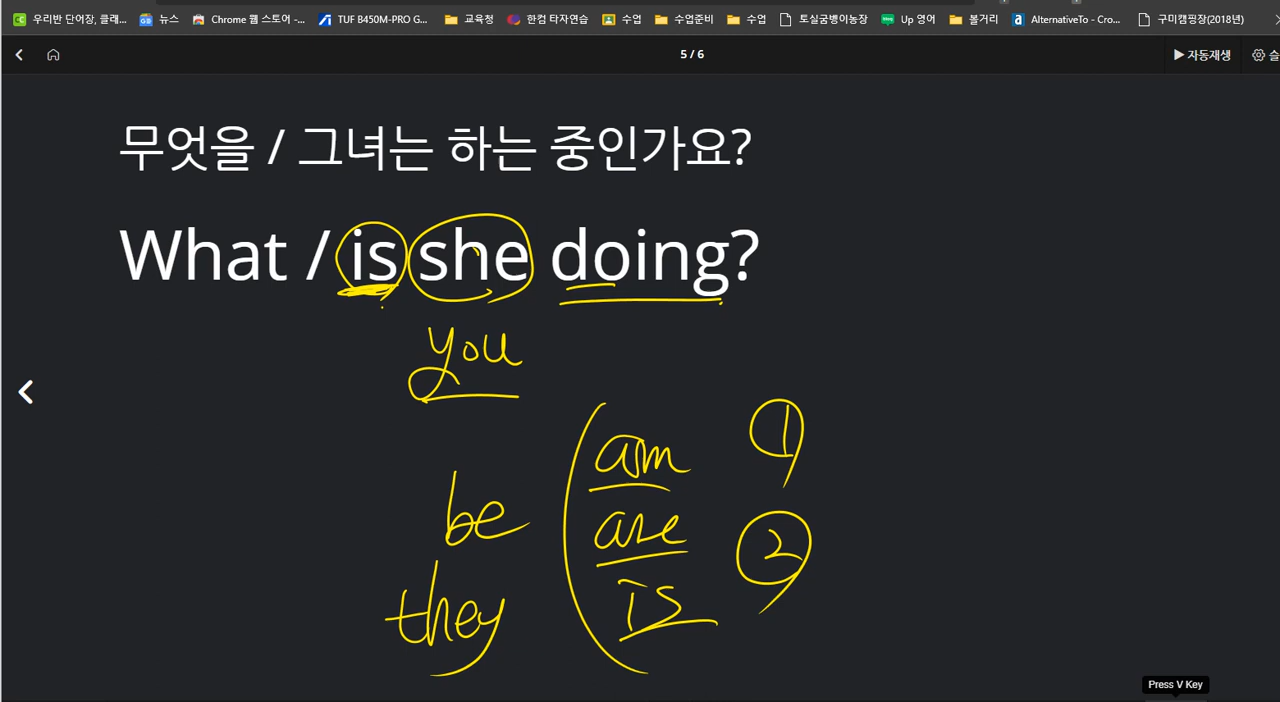 우리반 단어장, 클래... 뉴스 Chrome 웹 스토어 -... TUF B450M-PRO G... 교육청 한컴 타자연습 수업 수업준비 수업 토실굼벵이농장 Up 영어 볼거리 AlternativeTo - Cro... 구미캠핑장(2018년)
5 / 6 ▶ 자동재생 슬
무엇을 / 그녀는 하는 중인가요?
What / is she doing?
you
am ①
be are ②
they is
Press V Key